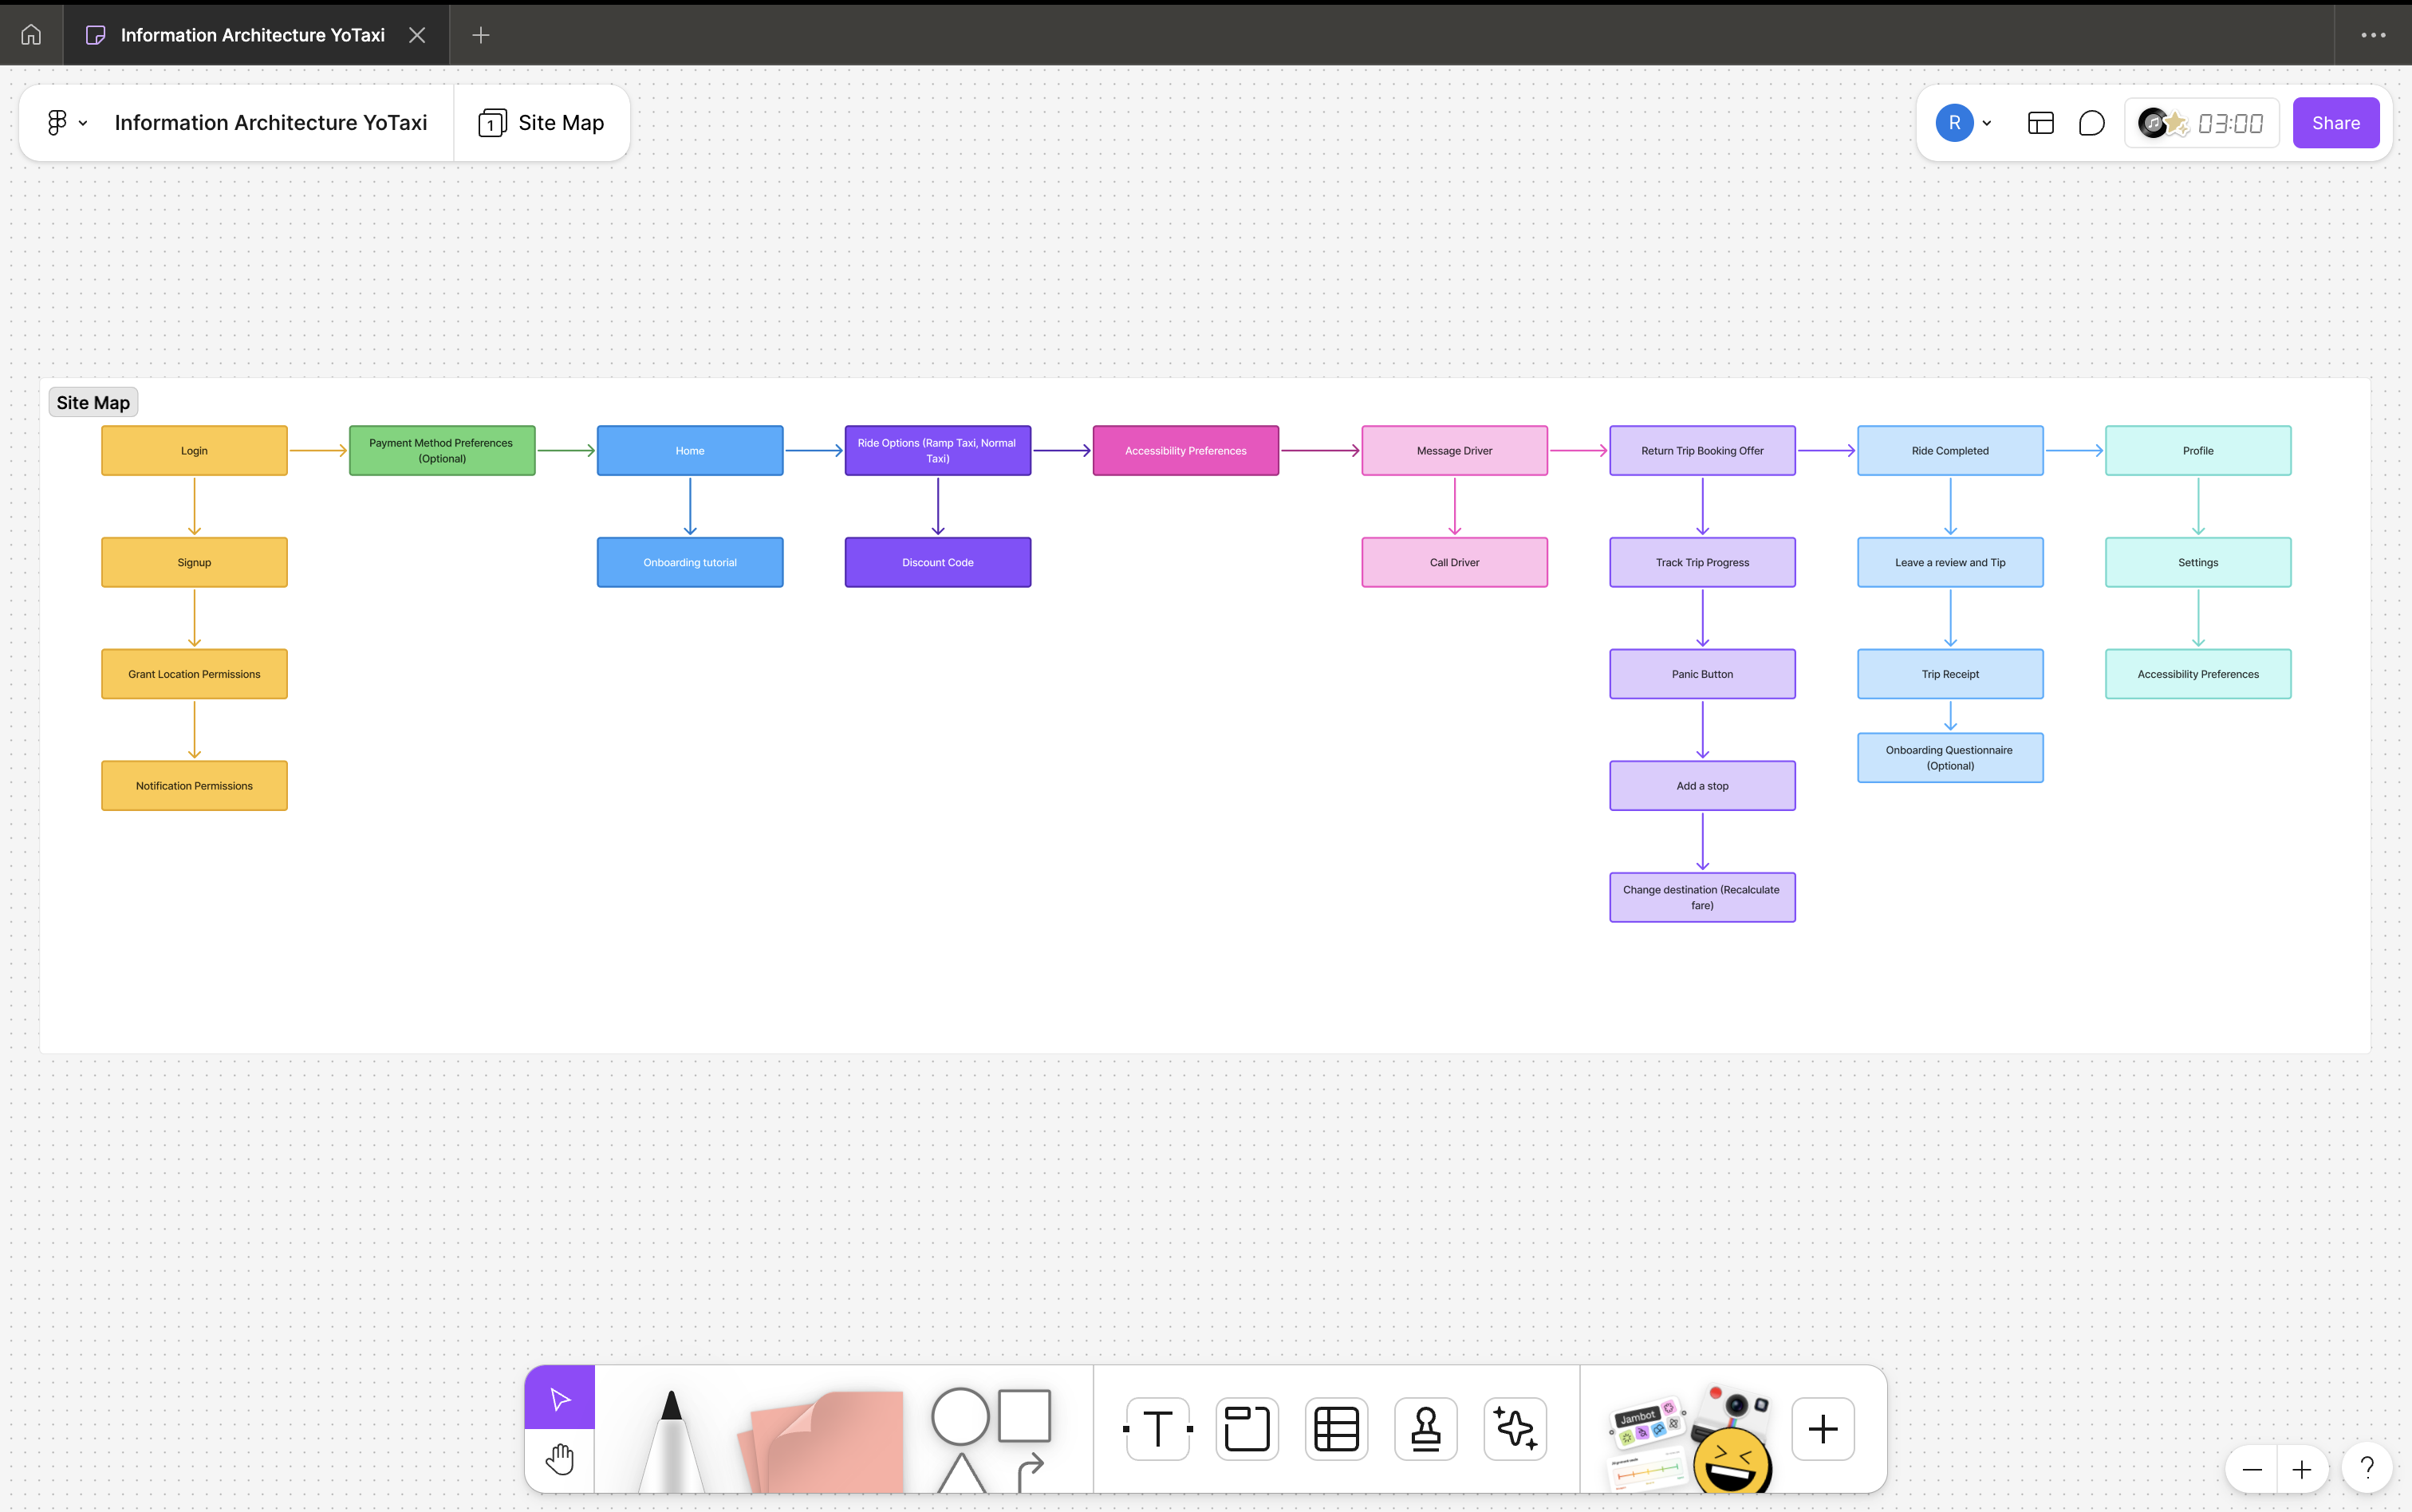 Information Architecture YoTaxi
Information Architecture YoTaxi
1
Site Map
R
03:00
Share
Site Map
Login
Payment Method Preferences
(Optional)
Home
Ride Options (Ramp Taxi, Normal
Taxi)
Accessibility Preferences
Message Driver
Return Trip Booking Offer
Ride Completed
Profile
Signup
Onboarding tutorial
Discount Code
Call Driver
Track Trip Progress
Leave a review and Tip
Settings
Grant Location Permissions
Panic Button
Trip Receipt
Accessibility Preferences
Notification Permissions
Add a stop
Onboarding Questionnaire
(Optional)
Change destination (Recalculate
fare)
T
Jambot
?